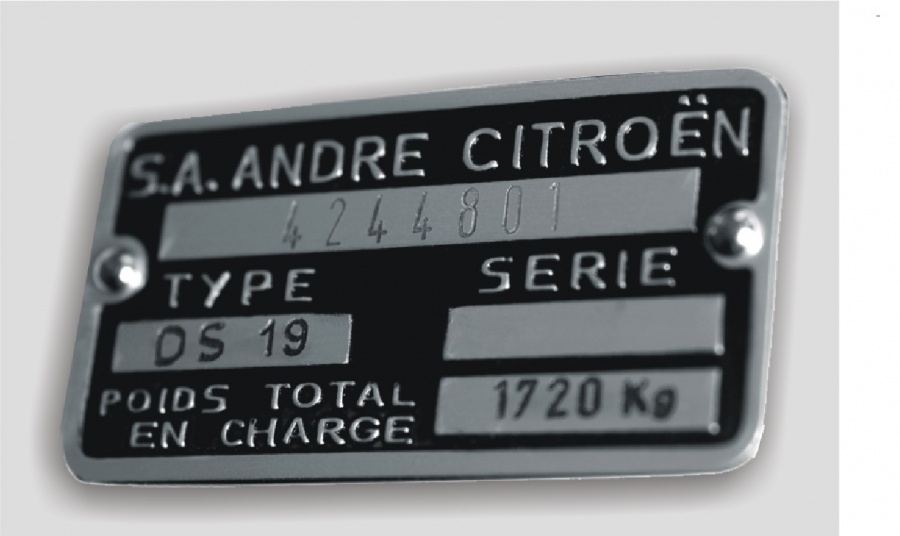 S.A. ANDRE CITROËN
4244801
TYPE SERIE
DS 19
POIDS TOTAL
EN CHARGE
1720 Kg